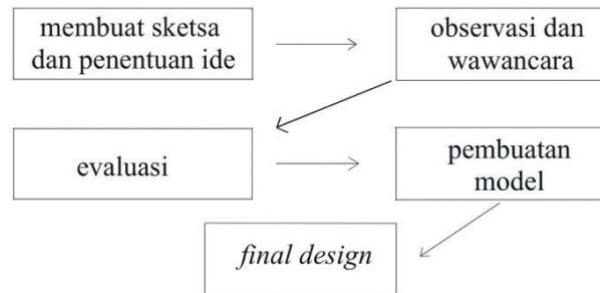 membuat sketsa
dan penentuan ide
observasi dan
wawancara
evaluasi
pembuatan
model
final design